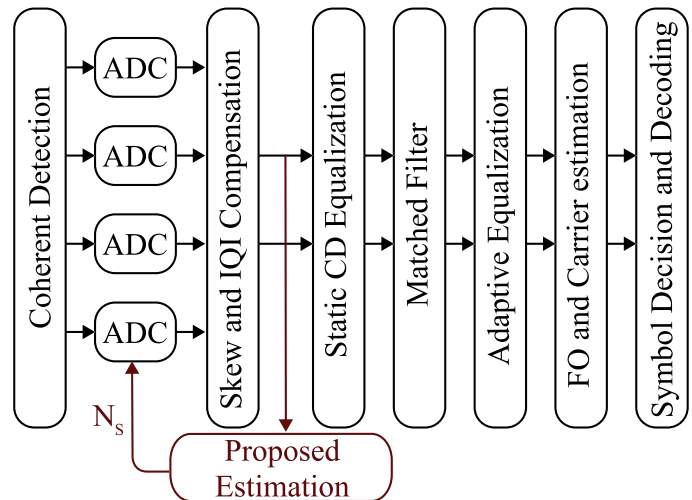 Coherent Detection
ADC
ADC
ADC
ADC
Skew and IQI Compensation
Static CD Equalization
Matched Filter
Adaptive Equalization
FO and Carrier estimation
Symbol Decision and Decoding
Ns
Proposed
Estimation